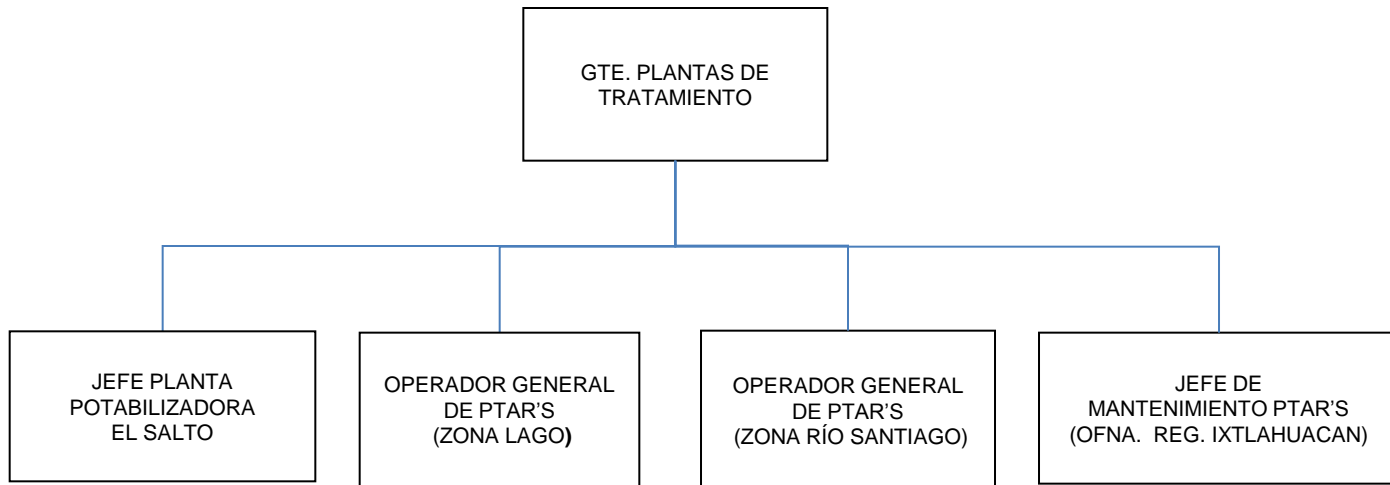 GTE. PLANTAS DE
TRATAMIENTO
JEFE PLANTA
POTABILIZADORA
EL SALTO
OPERADOR GENERAL
DE PTAR’S
(ZONA LAGO)
OPERADOR GENERAL
DE PTAR’S
(ZONA RÍO SANTIAGO)
JEFE DE
MANTENIMIENTO PTAR’S
(OFNA. REG. IXTLAHUACAN)